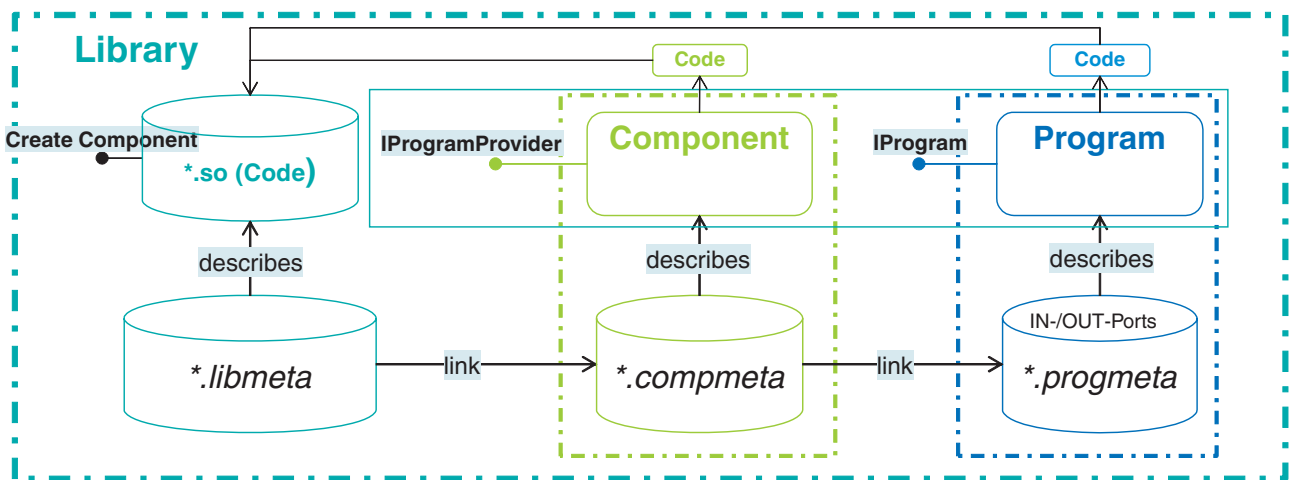 Library
Code
Code
Create Component
*.so (Code)
IProgramProvider
Component
IProgram
Program
describes
describes
describes
IN-/OUT-Ports
*.libmeta
link
*.compmeta
link
*.progmeta